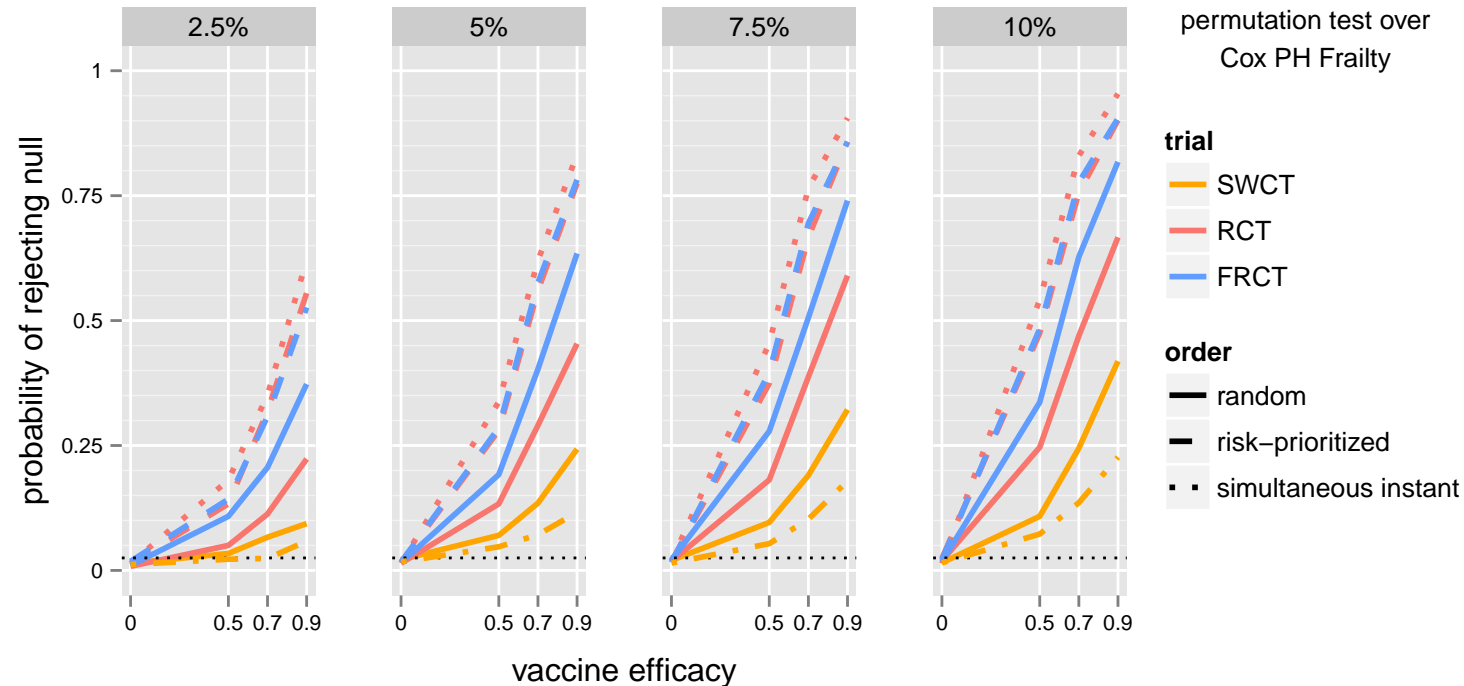 2.5%
5%
7.5%
10%
permutation test over
Cox PH Frailty
probability of rejecting null
1
0.75
0.5
0.25
0
0 0.5 0.7 0.9
0 0.5 0.7 0.9
0 0.5 0.7 0.9
0 0.5 0.7 0.9
vaccine efficacy
trial
SWCT
RCT
FRCT
order
random
risk−prioritized
simultaneous instant